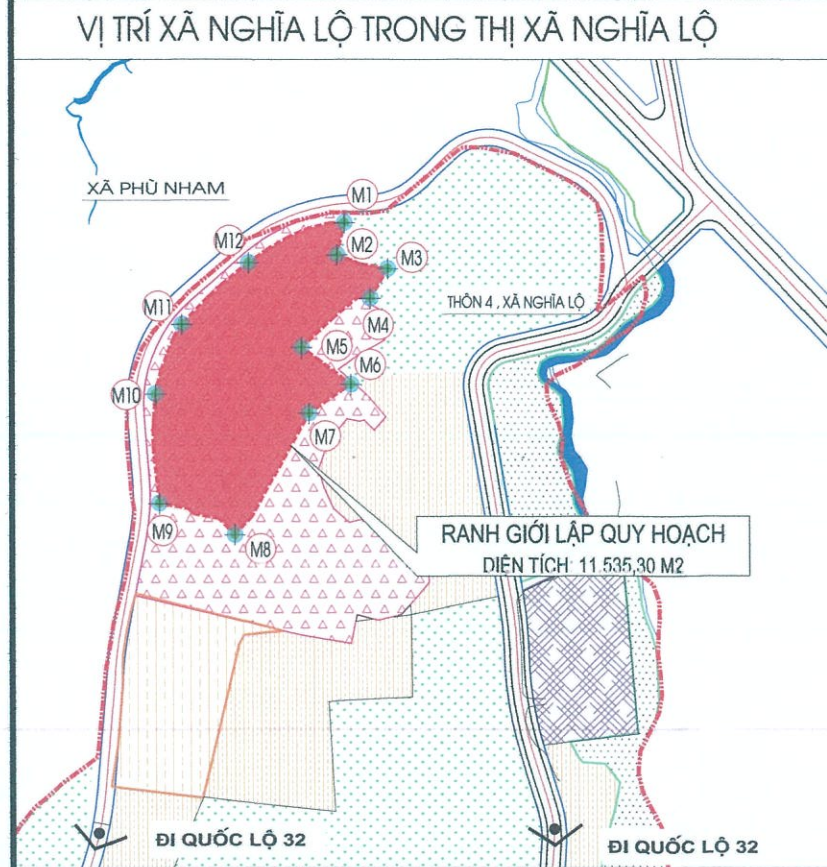 VỊ TRÍ XÃ NGHĨA LỘ TRONG THỊ XÃ NGHĨA LỘ
XÃ PHÙ NHAM
M1
M12
M2
M3
THÔN 4 , XÃ NGHĨA LỘ
M11
M4
M5
M6
M10
M7
M9
M8
RANH GIỚI LẬP QUY HOẠCH
DIỆN TÍCH: 11.535,30 M2
ĐI QUỐC LỘ 32
ĐI QUỐC LỘ 32